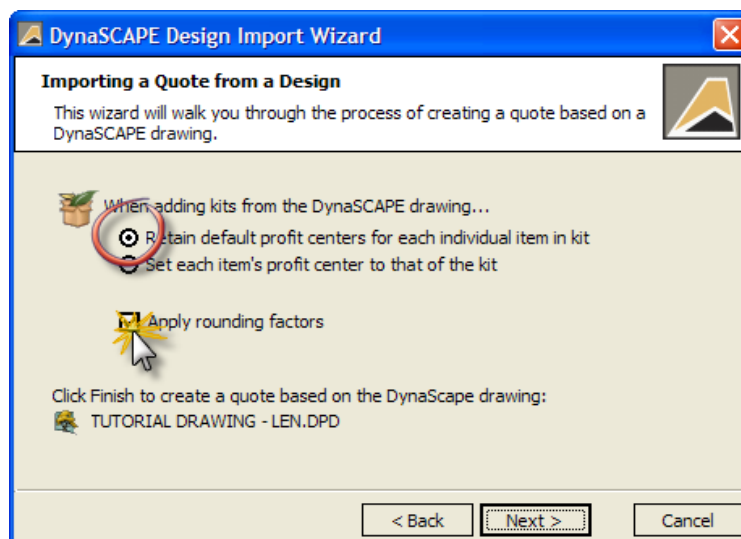 DynaSCAPE Design Import Wizard
Importing a Quote from a Design
This wizard will walk you through the process of creating a quote based on a
DynaSCAPE drawing.
When adding kits from the DynaSCAPE drawing...
Retain default profit centers for each individual item in kit
Set each item's profit center to that of the kit
Apply rounding factors
Click Finish to create a quote based on the DynaScape drawing:
TUTORIAL DRAWING - LEN.DPD
< Back Next > Cancel